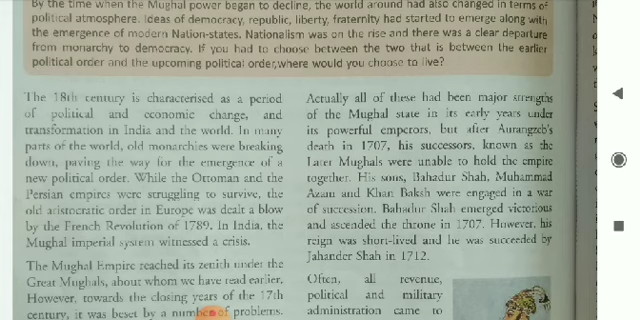 By the time when the Mughal power began to decline, the world around had also changed in terms of
political atmosphere. Ideas of democracy, republic, liberty, fraternity had started to emerge along with
the emergence of modern Nation-states. Nationalism was on the rise and there was a clear departure
from monarchy to democracy. If you had to choose between the two that is between the earlier
political order and the upcoming political order,where would you choose to live?
The 18th century is characterised as a period
of political and economic change, and
transformation in India and the world. In many
parts of the world, old monarchies were breaking
down, paving the way for the emergence of a
new political order. While the Ottoman and the
Persian empires were struggling to survive, the
old aristocratic order in Europe was dealt a blow
by the French Revolution of 1789. In India, the
Mughal imperial system witnessed a crisis.
The Mughal Empire reached its zenith under the
Great Mughals, about whom we have read earlier.
However, towards the closing years of the 17th
century, it was beset by a number of problems.
Actually all of these had been major strengths
of the Mughal state in its early years under
its powerful emperors, but after Aurangzeb's
death in 1707, his successors, known as the
Later Mughals were unable to hold the empire
together. His sons, Bahadur Shah, Muhammad
Azam and Khan Baksh were engaged in a war
of succession. Bahadur Shah emerged victorious
and ascended the throne in 1707. However, his
reign was short-lived and he was succeeded by
Jahander Shah in 1712.
Often, all revenue,
political and military
administration came to